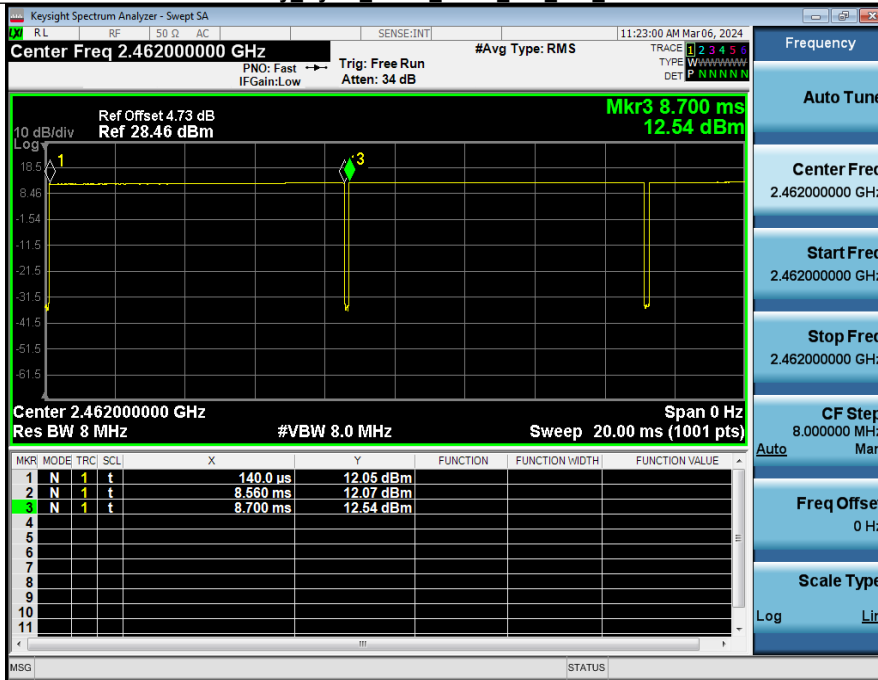 Keysight Spectrum Analyzer - Swept SA
LXI RL RF 50 Ω AC SENSE:INT 11:23:00 AM Mar 06, 2024
Center Freq 2.462000000 GHz #Avg Type: RMS TRACE 1 2 3 4 5 6
PNO: Fast Trig: Free Run TYPE WWWWWW
IFGain:Low Atten: 34 dB DET P N N N N N
Frequency
Ref Offset 4.73 dB Mkr3 8.700 ms
10 dB/div Ref 28.46 dBm 12.54 dBm
Log
1
3
18.5
8.46
-1.54
-11.5
-21.5
-31.5
-41.5
-51.5
-61.5
Center 2.462000000 GHz Span 0 Hz
Res BW 8 MHz #VBW 8.0 MHz Sweep 20.00 ms (1001 pts)
MKR MODE TRC SCL X Y FUNCTION FUNCTION WIDTH FUNCTION VALUE
1 N 1 t 140.0 µs 12.05 dBm
2 N 1 t 8.560 ms 12.07 dBm
3 N 1 t 8.700 ms 12.54 dBm
4
5
6
7
8
9
10
11
MSG STATUS
Auto Tune
Center Freq
2.462000000 GHz
Start Freq
2.462000000 GHz
Stop Freq
2.462000000 GHz
CF Step
8.000000 MHz
Auto Man
Freq Offset
0 Hz
Scale Type
Log Lin